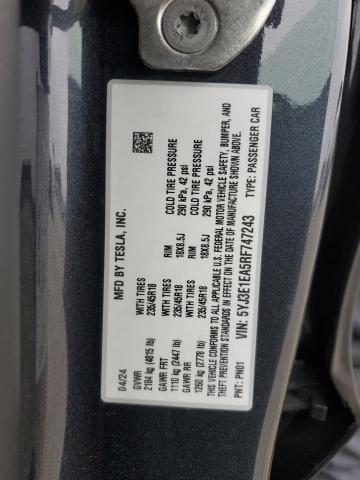 MFD BY TESLA, INC.
04/24
GVWR
2184 kg (4815 lb)
WITH TIRES RIM COLD TIRE PRESSURE
GAWR FRT 235/45R18 18X8.5J 290 kPa, 42 psi
1110 kg (2447 lb)
WITH TIRES RIM COLD TIRE PRESSURE
GAWR RR 235/45R18 18X8.5J 290 kPa, 42 psi
1260 kg (2778 lb)
WITH TIRES RIM COLD TIRE PRESSURE
235/45R18 18X8.5J 290 kPa, 42 psi
THIS VEHICLE CONFORMS TO ALL APPLICABLE U.S. FEDERAL MOTOR VEHICLE SAFETY, BUMPER, AND
THEFT PREVENTION STANDARDS IN EFFECT ON THE DATE OF MANUFACTURE SHOWN ABOVE.
VIN: 5YJ3E1EA5RF747243
PNT: PN01 TYPE: PASSENGER CAR